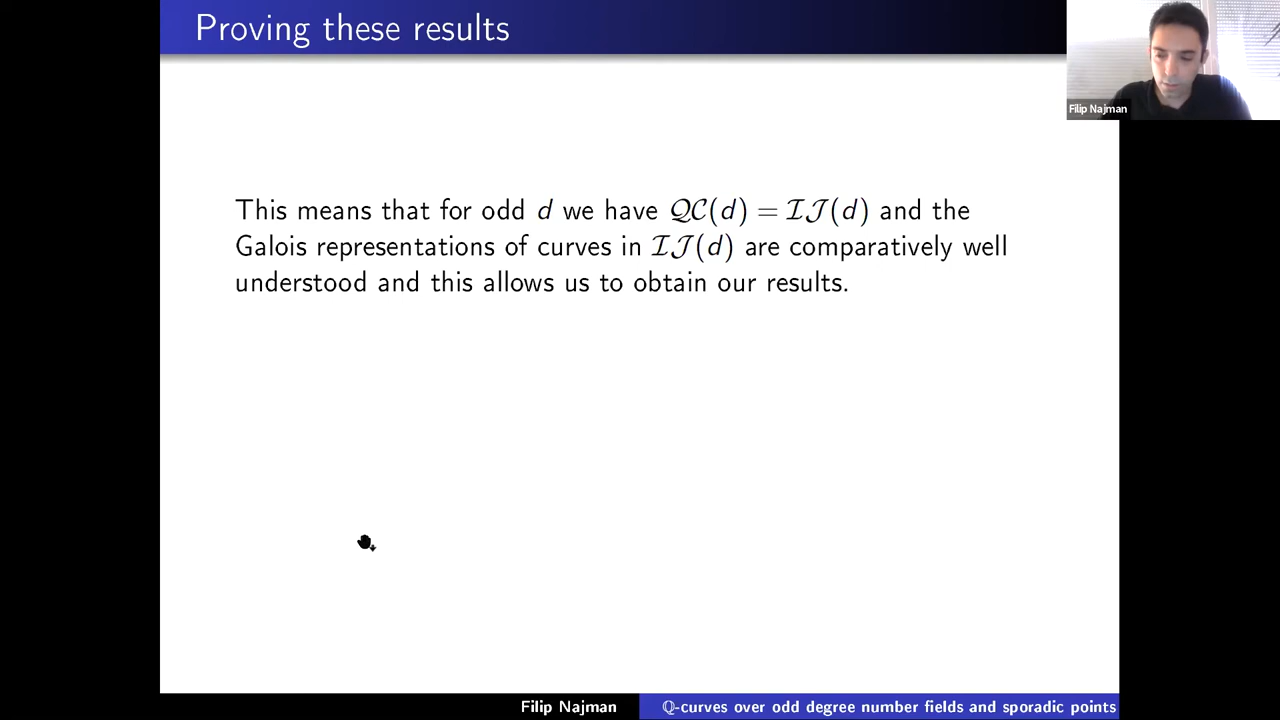 Proving these results
Filip Najman
This means that for odd d we have 𝒬𝒞(d) = ℐ𝒥(d) and the
Galois representations of curves in ℐ𝒥(d) are comparatively well
understood and this allows us to obtain our results.
Filip Najman
ℚ-curves over odd degree number fields and sporadic points